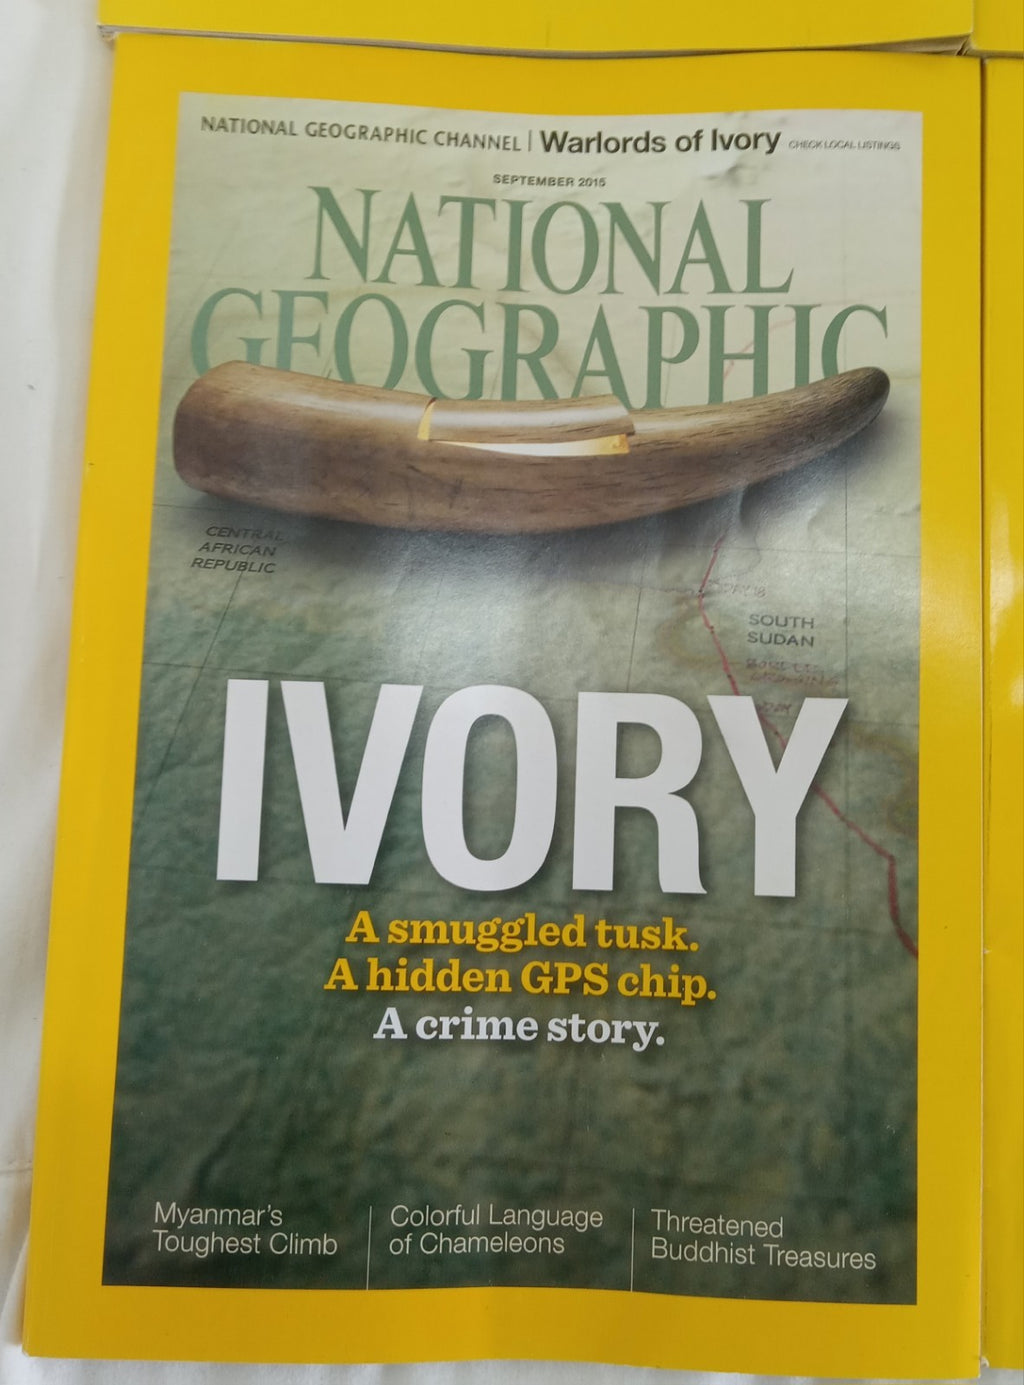 NATIONAL GEOGRAPHIC CHANNEL | Warlords of Ivory CHECK LOCAL LISTINGS
SEPTEMBER 2015
NATIONAL
GEOGRAPHIC
CENTRAL
AFRICAN
REPUBLIC
SOUTH
SUDAN
IVORY
A smuggled tusk.
A hidden GPS chip.
A crime story.
Myanmar's
Toughest Climb
Colorful Language
of Chameleons
Threatened
Buddhist Treasures